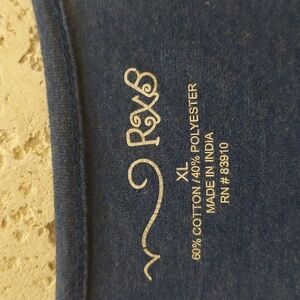 RXB
XL
60% COTTON / 40% POLYESTER
MADE IN INDIA
RN # 83910